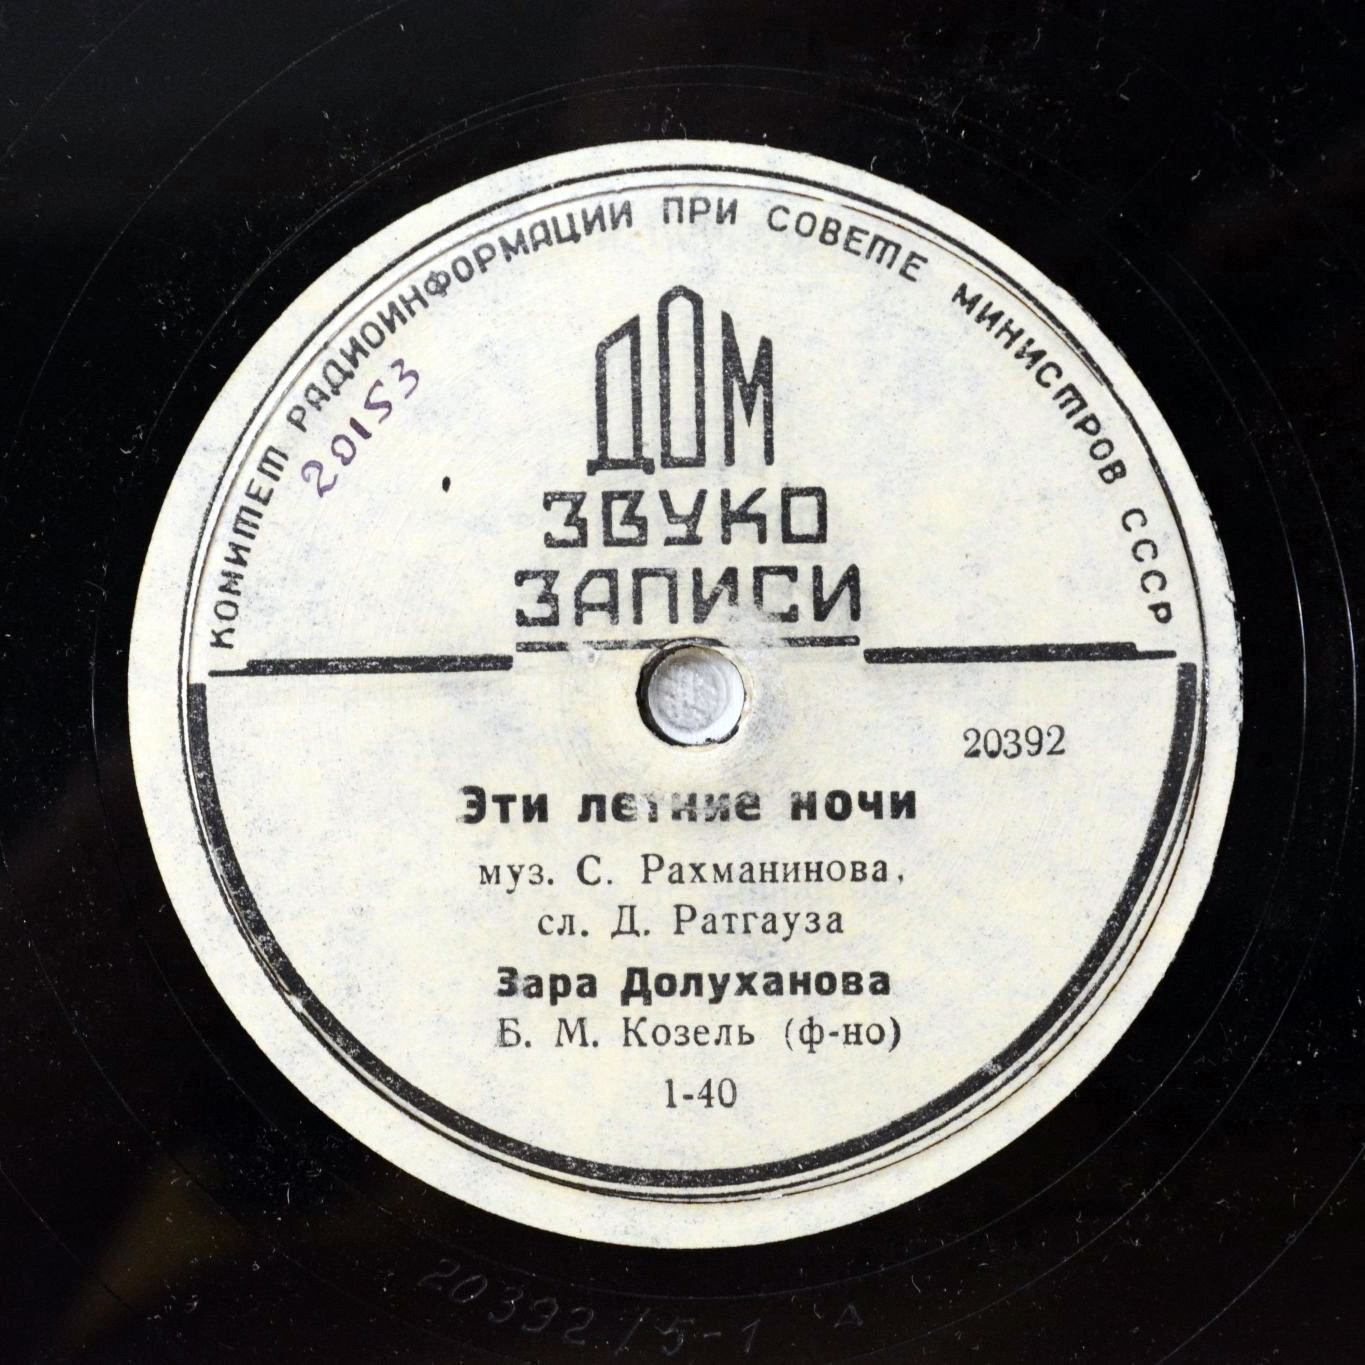 КОМИТЕТ РАДИОИНФОРМАЦИИ ПРИ СОВЕТЕ МИНИСТРОВ СССР
20153
ДОМ
ЗВУКО
ЗАПИСИ
20392
Эти летние ночи
муз. С. Рахманинова,
сл. Д. Ратгауза
Зара Долуханова
Б. М. Козель (ф-но)
1-40
20392/5-1 А